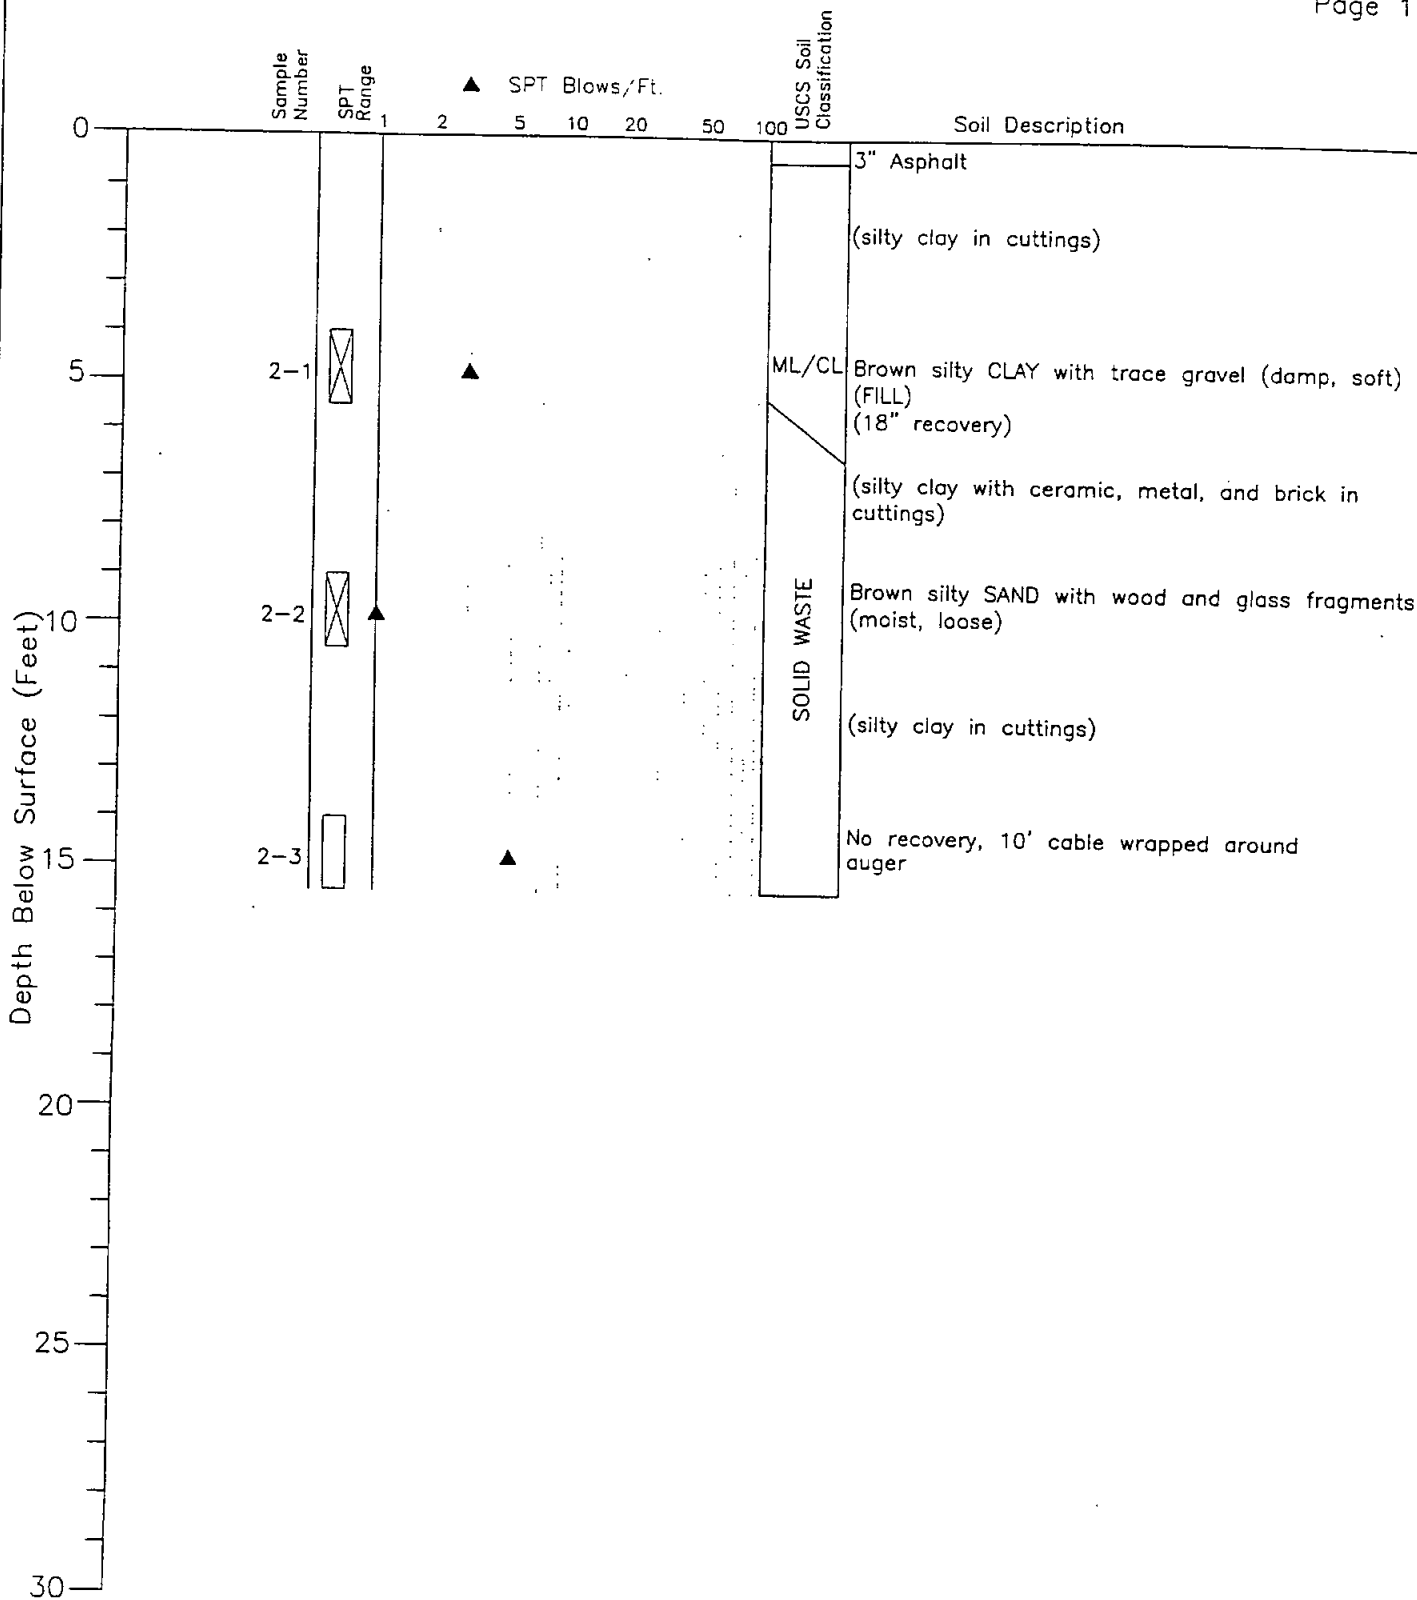 Page 1
Sample
Number
SPT
Range
▲ SPT Blows/Ft.
USCS Soil
Classification
Soil Description
1 2 5 10 20 50 100
0
3" Asphalt
(silty clay in cuttings)
5
2-1
ML/CL
Brown silty CLAY with trace gravel (damp, soft)
(FILL)
(18" recovery)
(silty clay with ceramic, metal, and brick in
cuttings)
Depth Below Surface (Feet)
10
2-2
SOLID WASTE
Brown silty SAND with wood and glass fragments
(moist, loose)
(silty clay in cuttings)
15
2-3
No recovery, 10' cable wrapped around
auger
20
25
30